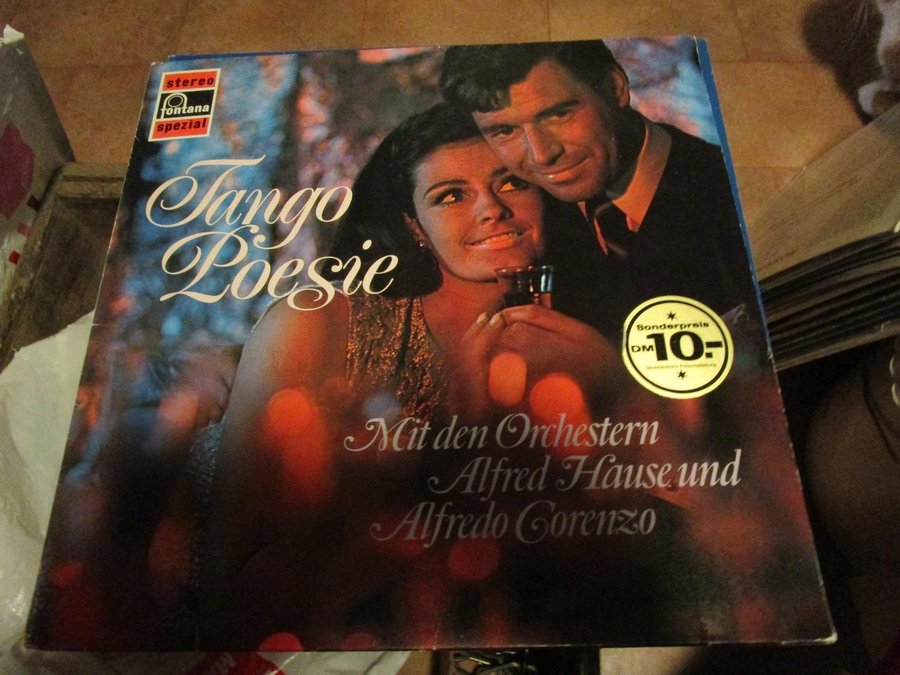 stereo
fontana
spezial
Tango
Poesie
Sonderpreis
DM 10.-
Mit den Orchestern
Alfred Hause und
Alfredo Corenzo